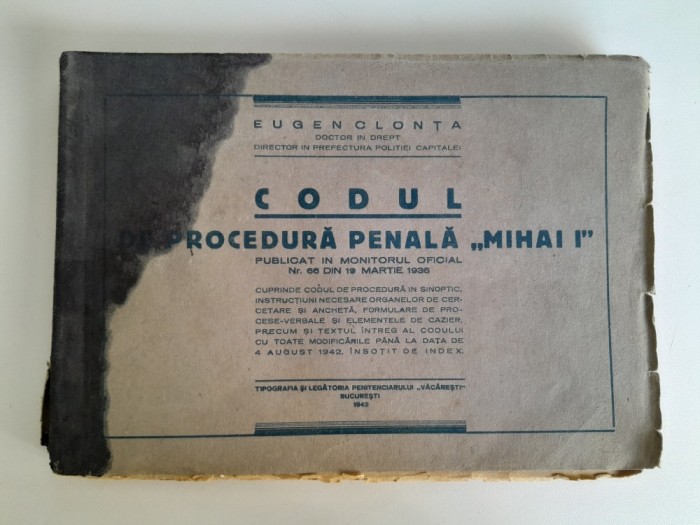 EUGEN CLONȚA
DOCTOR IN DREPT
DIRECTOR IN PREFECTURA POLITIEI CAPITALEI
CODUL
DE PROCEDURĂ PENALĂ „MIHAI I”
PUBLICAT IN MONITORUL OFICIAL
Nr. 66 DIN 19 MARTIE 1936
CUPRINDE CODUL DE PROCEDURĂ IN SINOPTIC,
INSTRUCȚIUNI NECESARE ORGANELOR DE CER-
CETARE ȘI ANCHETĂ, FORMULARE DE PRO-
CESE-VERBALE ȘI ELEMENTELE DE CAZIER,
PRECUM ȘI TEXTUL ÎNTREG AL CODULUI
CU TOATE MODIFICĂRILE PÂNĂ LA DATA DE
4 AUGUST 1942, ÎNSOȚIT DE INDEX.
TIPOGRAFIA ȘI LEGĂTORIA PENITENCIARULUI „VĂCĂREȘTI”
BUCUREȘTI